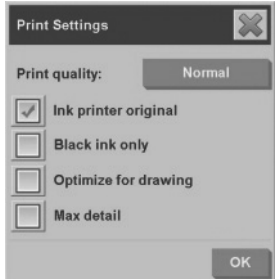 Print Settings
Print quality: Normal
Ink printer original
Black ink only
Optimize for drawing
Max detail
OK